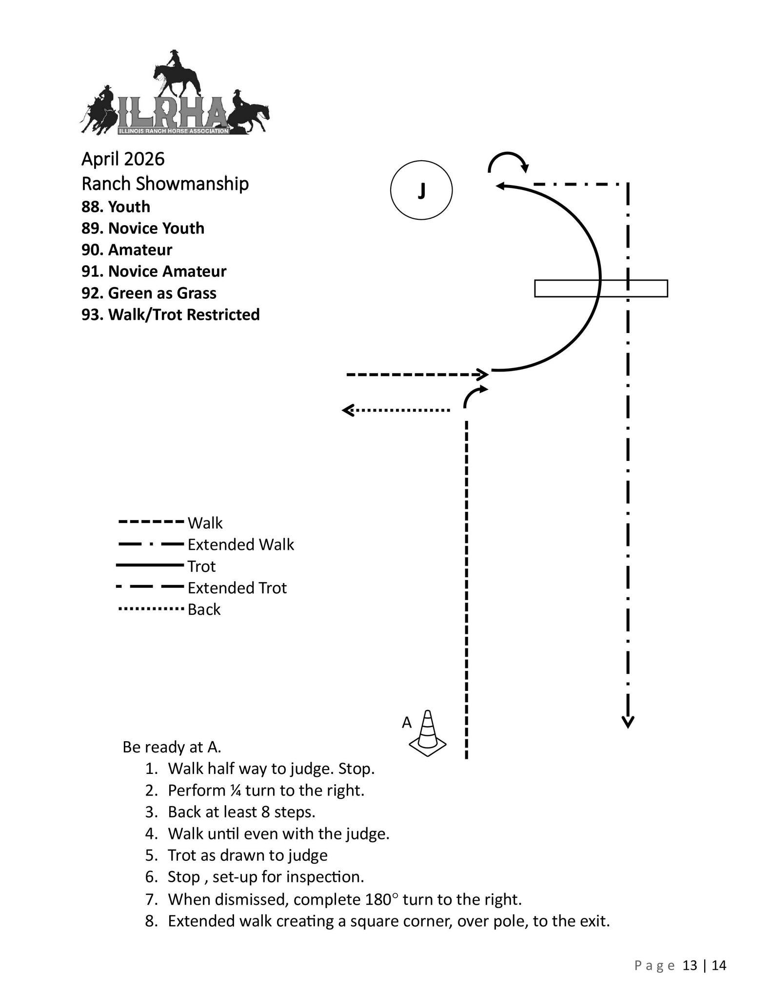 ILRHA
ILLINOIS RANCH HORSE ASSOCIATION
April 2026
Ranch Showmanship
88. Youth
89. Novice Youth
90. Amateur
91. Novice Amateur
92. Green as Grass
93. Walk/Trot Restricted
J
Walk
Extended Walk
Trot
Extended Trot
Back
A
Be ready at A.
1. Walk half way to judge. Stop.
2. Perform ¼ turn to the right.
3. Back at least 8 steps.
4. Walk until even with the judge.
5. Trot as drawn to judge
6. Stop , set-up for inspection.
7. When dismissed, complete 180° turn to the right.
8. Extended walk creating a square corner, over pole, to the exit.
Page 13 | 14